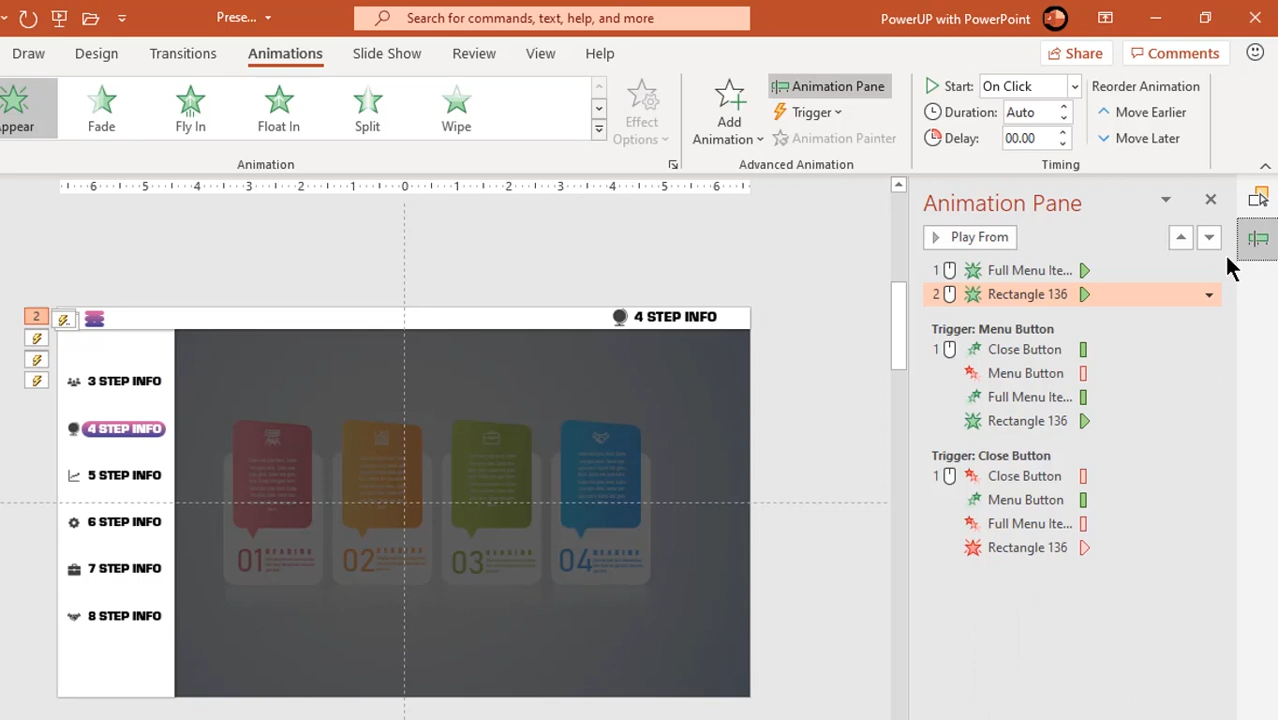 Prese...
Search for commands, text, help, and more
PowerUP with PowerPoint
Draw
Design
Transitions
Animations
Slide Show
Review
View
Help
Share
Comments
Appear
Fade
Fly In
Float In
Split
Wipe
Effect
Options
Animation
Add
Animation
Animation Pane
Trigger
Animation Painter
Advanced Animation
Start: On Click
Duration: Auto
Delay: 00.00
Reorder Animation
Move Earlier
Move Later
Timing
6 5 4 3 2 1 0 1 2 3 4 5 6
2
4 STEP INFO
3 STEP INFO
4 STEP INFO
5 STEP INFO
6 STEP INFO
7 STEP INFO
8 STEP INFO
01 HEADING
02 HEADING
03 HEADING
04 HEADING
Animation Pane
Play From
1 Full Menu Ite...
2 Rectangle 136
Trigger: Menu Button
1 Close Button
Menu Button
Full Menu Ite...
Rectangle 136
Trigger: Close Button
1 Close Button
Menu Button
Full Menu Ite...
Rectangle 136